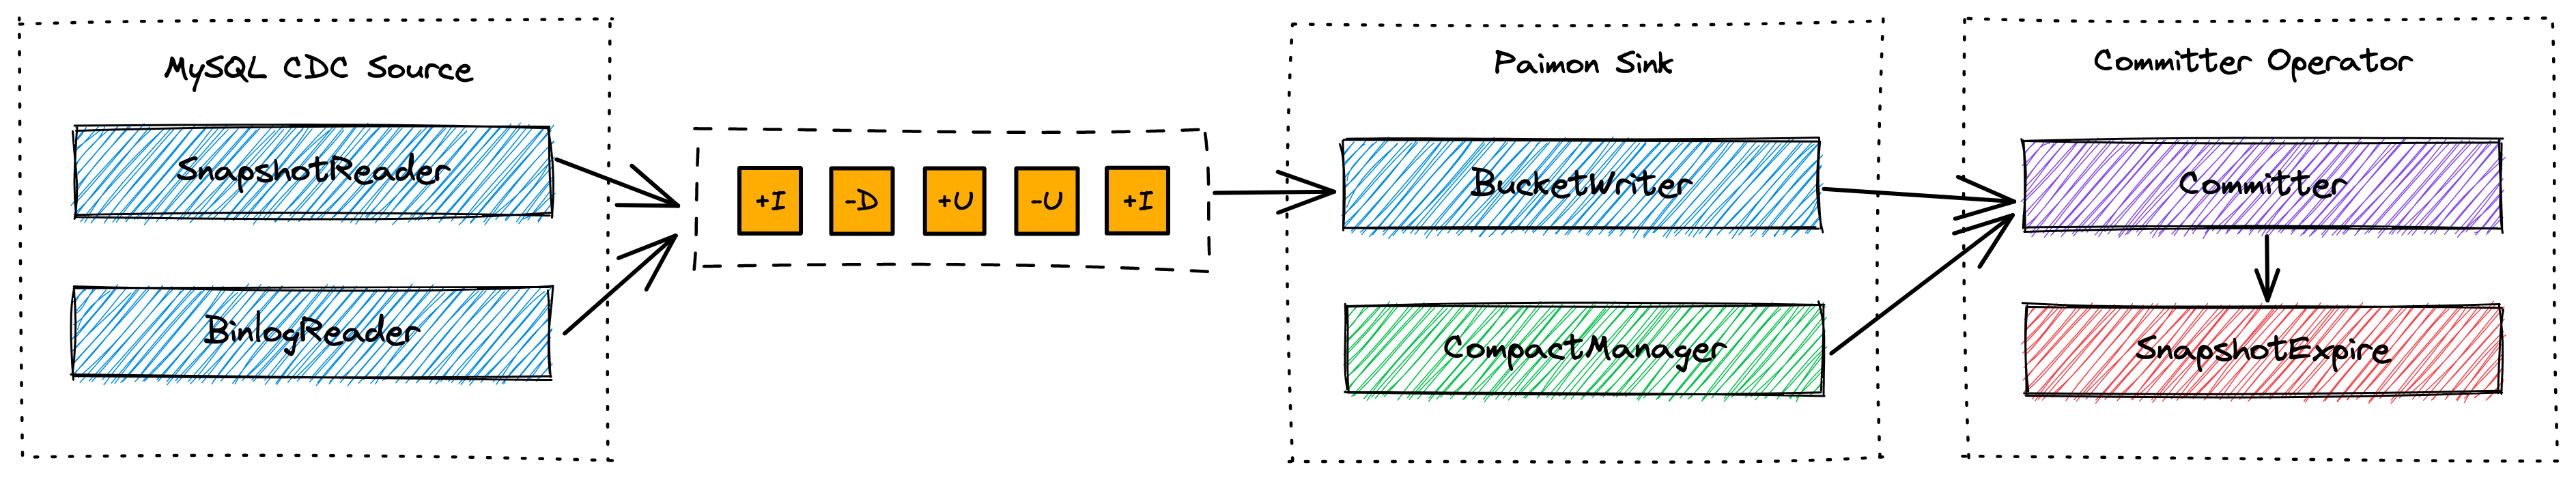 MySQL CDC Source
SnapshotReader
BinlogReader
+I -D +U -U +I
Paimon Sink
BucketWriter
CompactManager
Committer Operator
Committer
SnapshotExpire